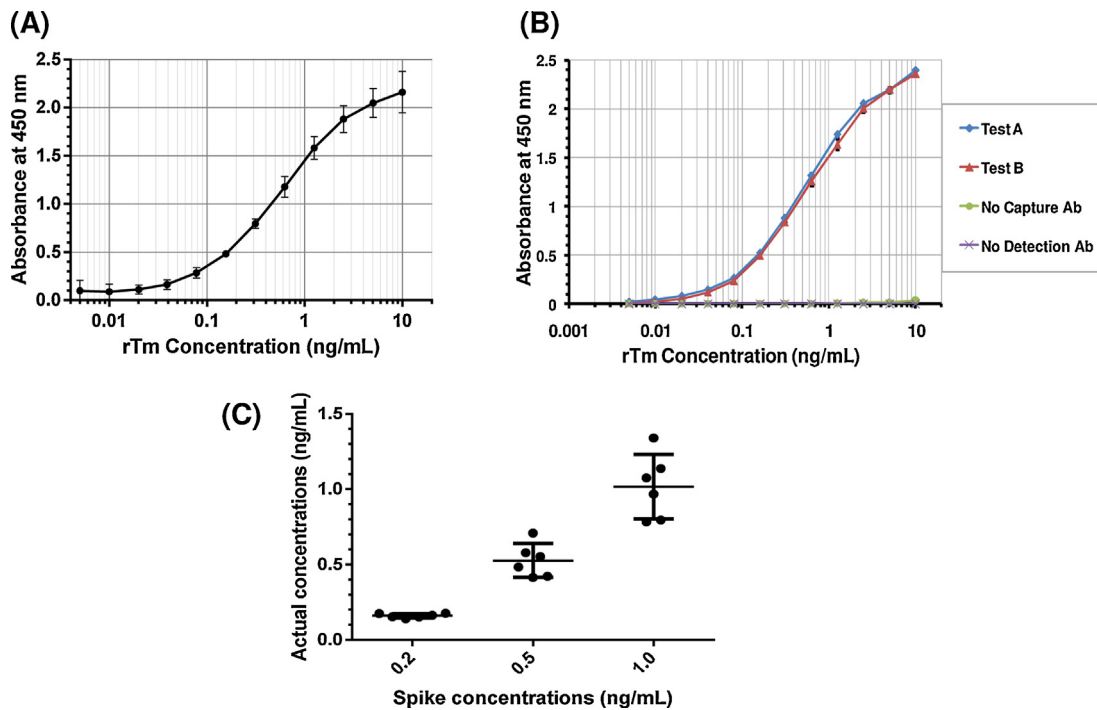 (A)
Absorbance at 450 nm
2.5
2.0
1.5
1.0
0.5
0.0
0.01
0.1
1
10
rTm Concentration (ng/mL)
(B)
Absorbance at 450 nm
2.5
2
1.5
1
0.5
0
0.001
0.01
0.1
1
10
rTm Concentration (ng/mL)
Test A
Test B
No Capture Ab
No Detection Ab
(C)
Actual concentrations (ng/mL)
1.5
1.0
0.5
0.0
0.2
0.5
1.0
Spike concentrations (ng/mL)